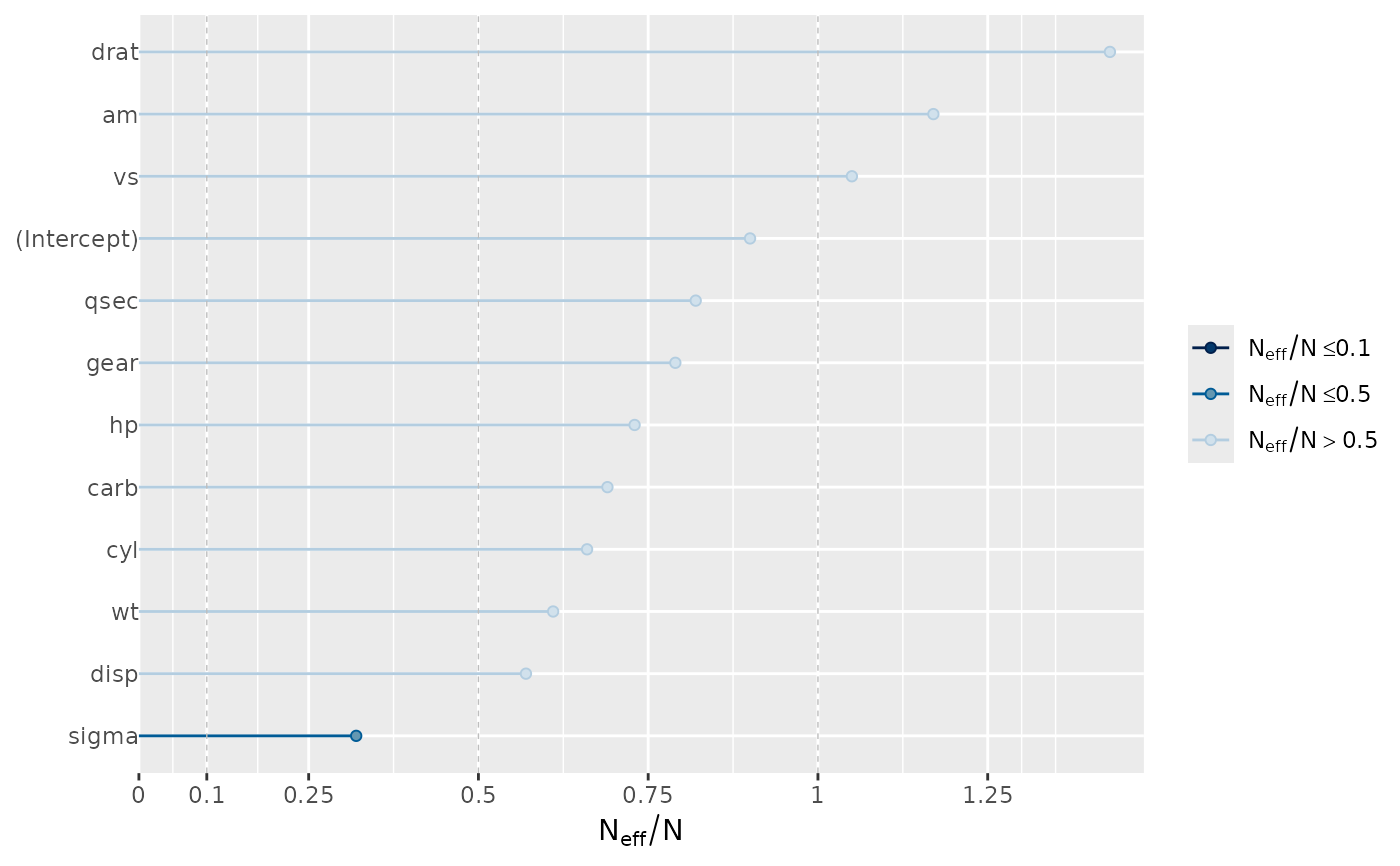 drat
am
vs
(Intercept)
qsec
gear
hp
carb
cyl
wt
disp
sigma
0 0.1 0.25 0.5 0.75 1 1.25
Neff/N
Neff/N ≤0.1
Neff/N ≤0.5
Neff/N > 0.5